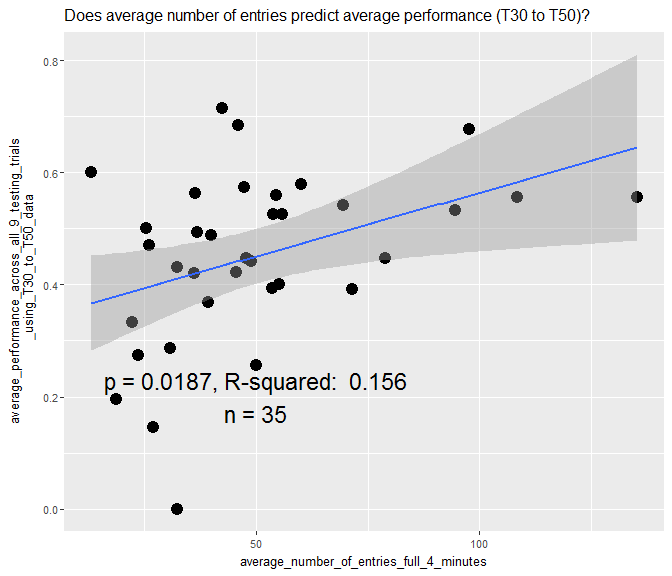 Does average number of entries predict average performance (T30 to T50)?
average_performance_across_all_9_testing_trials
_using_T30_to_T50_data
0.8
0.6
0.4
0.2
0.0
p = 0.0187, R-squared:  0.156
n = 35
50
100
average_number_of_entries_full_4_minutes